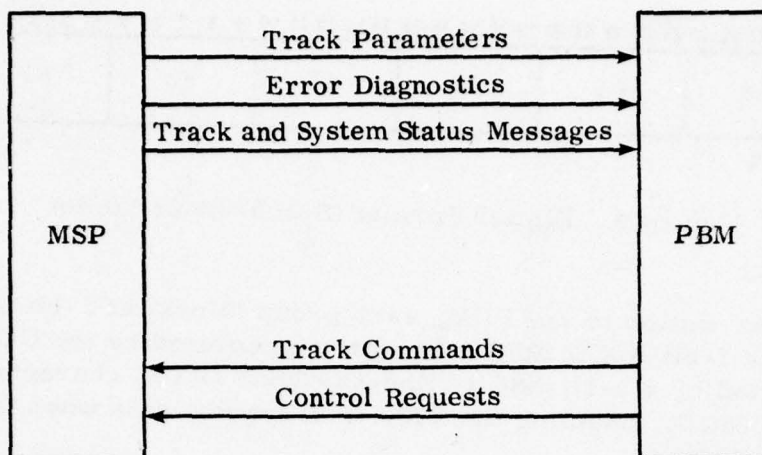 Track Parameters
Error Diagnostics
Track and System Status Messages
MSP
PBM
Track Commands
Control Requests